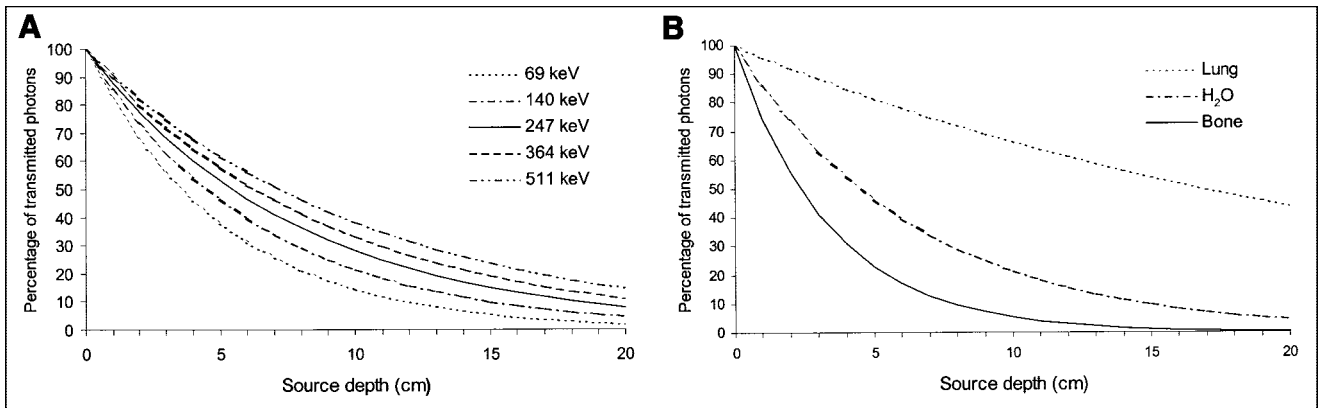 A
Percentage of transmitted photons
100
90
80
70
60
50
40
30
20
10
0
0
5
10
15
20
Source depth (cm)
69 keV
140 keV
247 keV
364 keV
511 keV
B
Percentage of transmitted photons
100
90
80
70
60
50
40
30
20
10
0
0
5
10
15
20
Source depth (cm)
Lung
H₂O
Bone